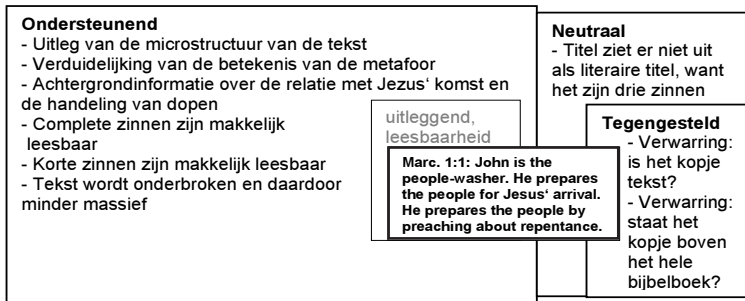 Ondersteunend
- Uitleg van de microstructuur van de tekst
- Verduidelijking van de betekenis van de metafoor
- Achtergrondinformatie over de relatie met Jezus‘ komst en
de handeling van dopen
- Complete zinnen zijn makkelijk
leesbaar
- Korte zinnen zijn makkelijk leesbaar
- Tekst wordt onderbroken en daardoor
minder massief
uitleggend,
leesbaarheid
Marc. 1:1: John is the
people-washer. He prepares
the people for Jesus‘ arrival.
He prepares the people by
preaching about repentance.
Neutraal
- Titel ziet er niet uit
als literaire titel, want
het zijn drie zinnen
Tegengesteld
- Verwarring:
is het kopje
tekst?
- Verwarring:
staat het
kopje boven
het hele
bijbelboek?